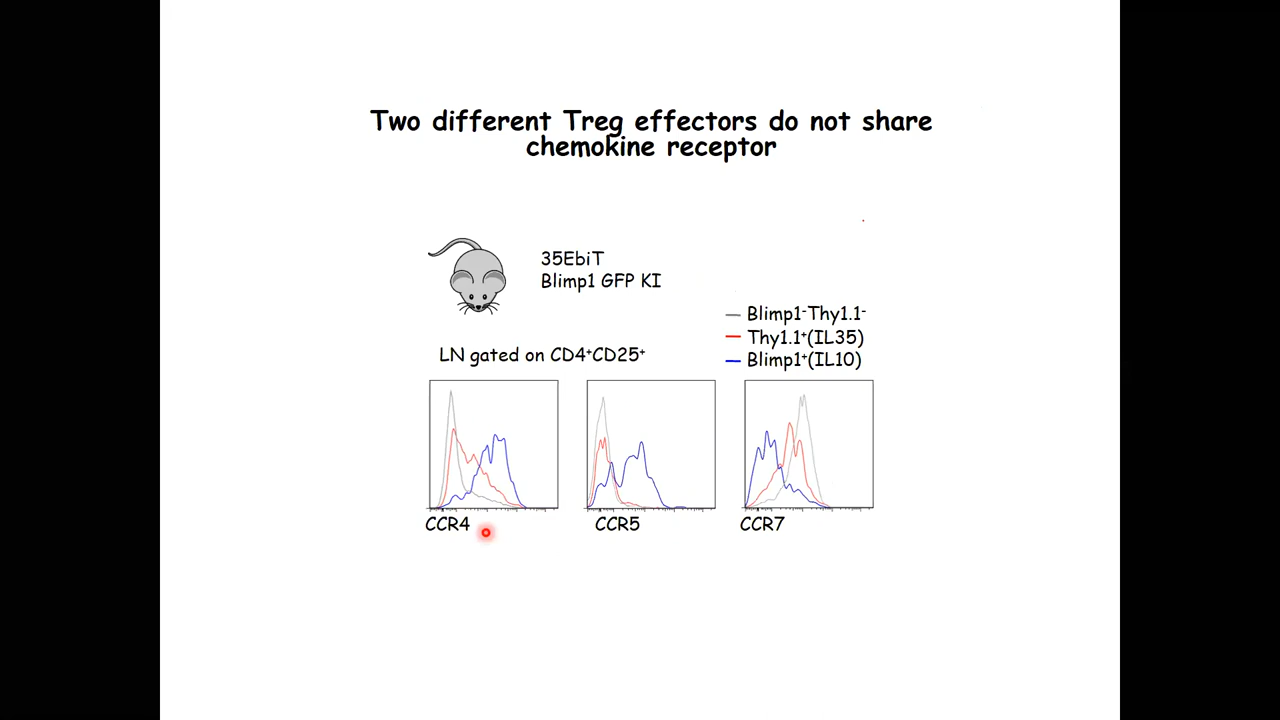 Two different Treg effectors do not share
chemokine receptor
35EbiT
Blimp1 GFP KI
Blimp1⁻Thy1.1⁻
Thy1.1⁺(IL35)
Blimp1⁺(IL10)
LN gated on CD4⁺CD25⁺
CCR4
CCR5
CCR7